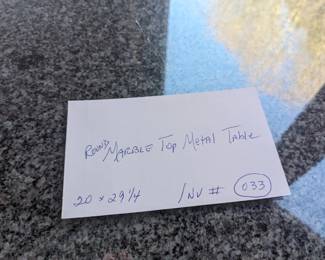 Round Marble Top Metal Table
20 x 29 1/4 Inv # 033